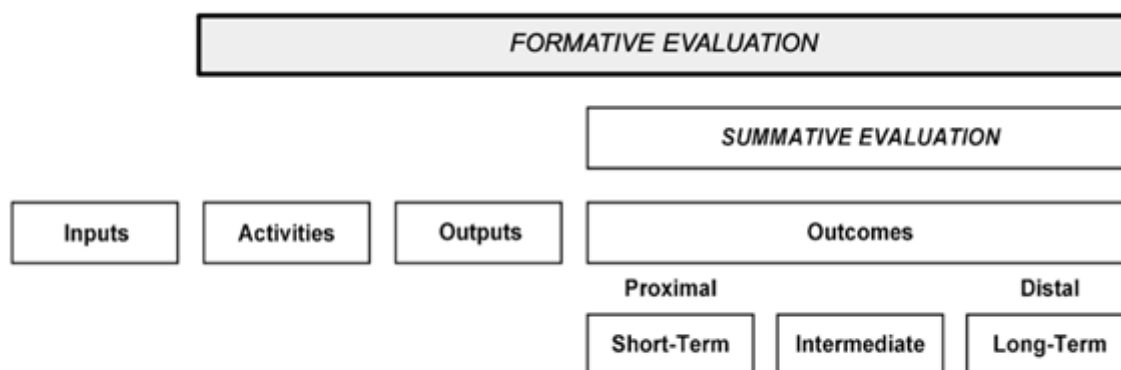 FORMATIVE EVALUATION
SUMMATIVE EVALUATION
Inputs Activities Outputs Outcomes
Proximal Distal
Short-Term Intermediate Long-Term